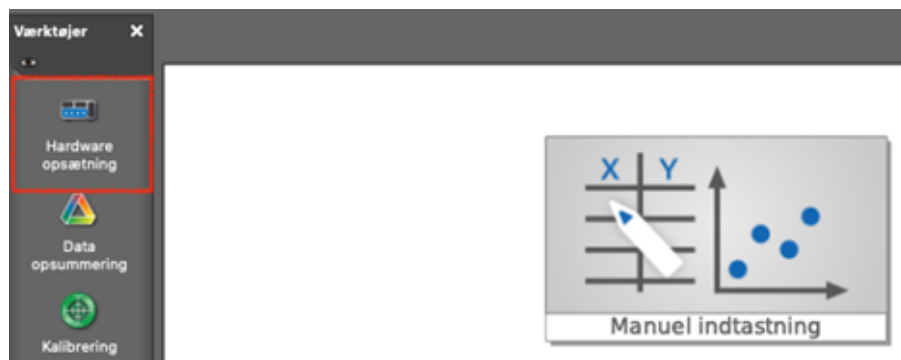 Værktøjer
Hardware
opsætning
Data
opsummering
Kalibrering
X Y
Manuel indtastning